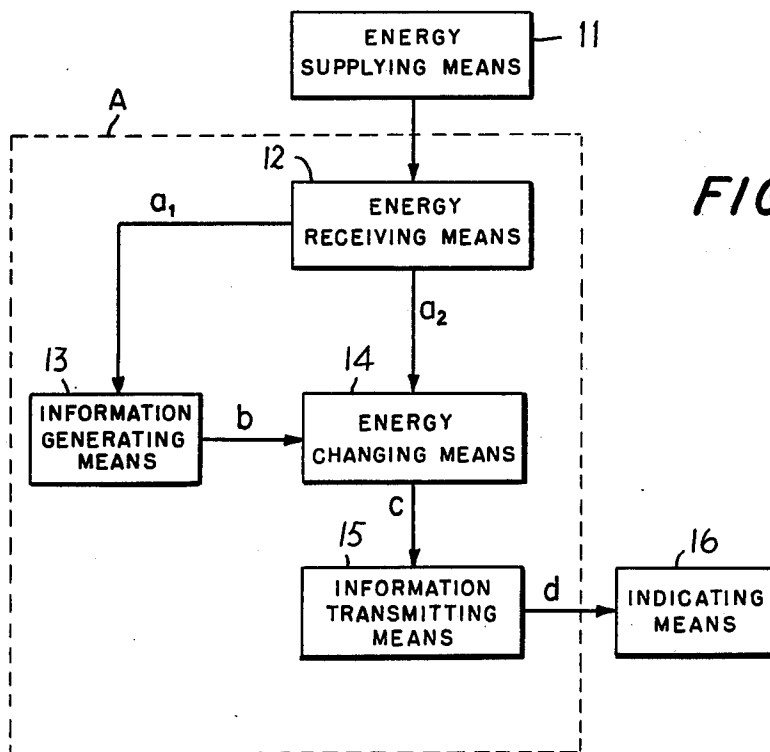 ENERGY
SUPPLYING MEANS
11
A
12
ENERGY
RECEIVING MEANS
FIG
a₁
a₂
13
INFORMATION
GENERATING
MEANS
b
14
ENERGY
CHANGING MEANS
c
15
INFORMATION
TRANSMITTING
MEANS
d
16
INDICATING
MEANS